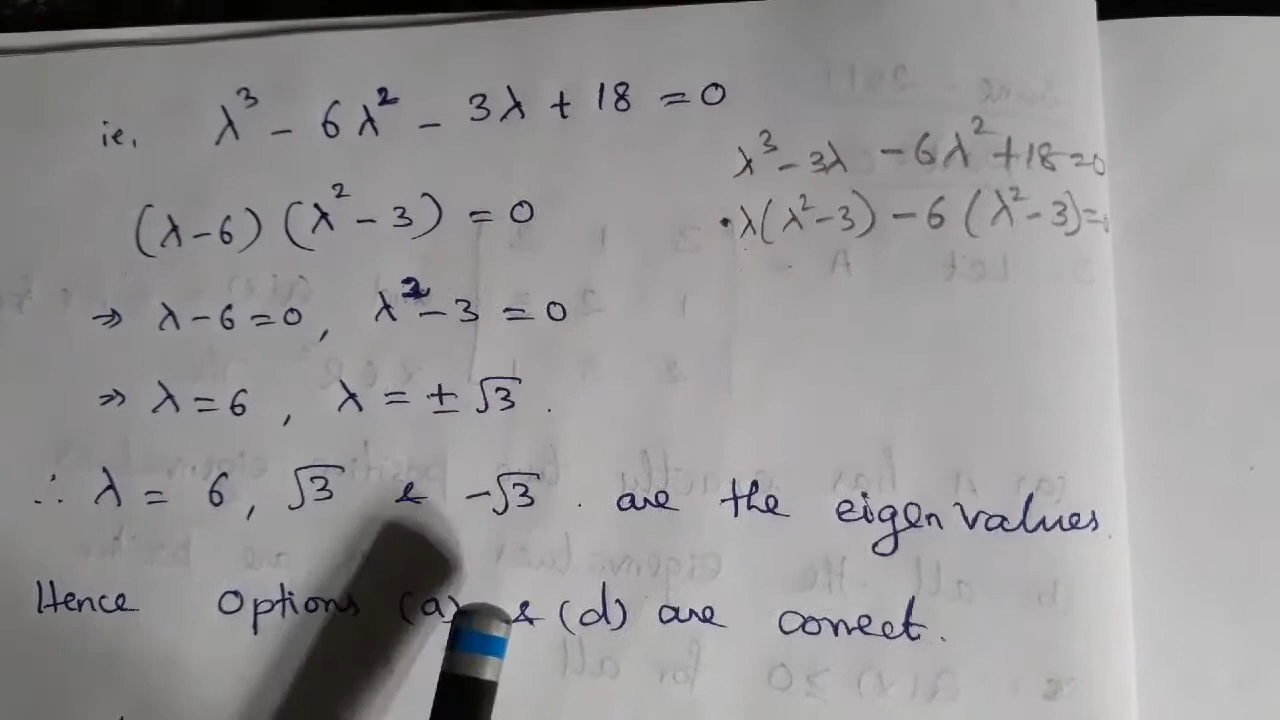 ie, λ³ - 6λ² - 3λ + 18 = 0
(λ-6) (λ² - 3) = 0
⇒ λ-6 = 0, λ² - 3 = 0
⇒ λ = 6, λ = ± √3.
∴ λ = 6, √3 & -√3. are the eigen values.
Hence Options (a) & (d) are correct.
λ³ - 3λ - 6λ² + 18 = 0
λ(λ² - 3) - 6 (λ² - 3) = 0